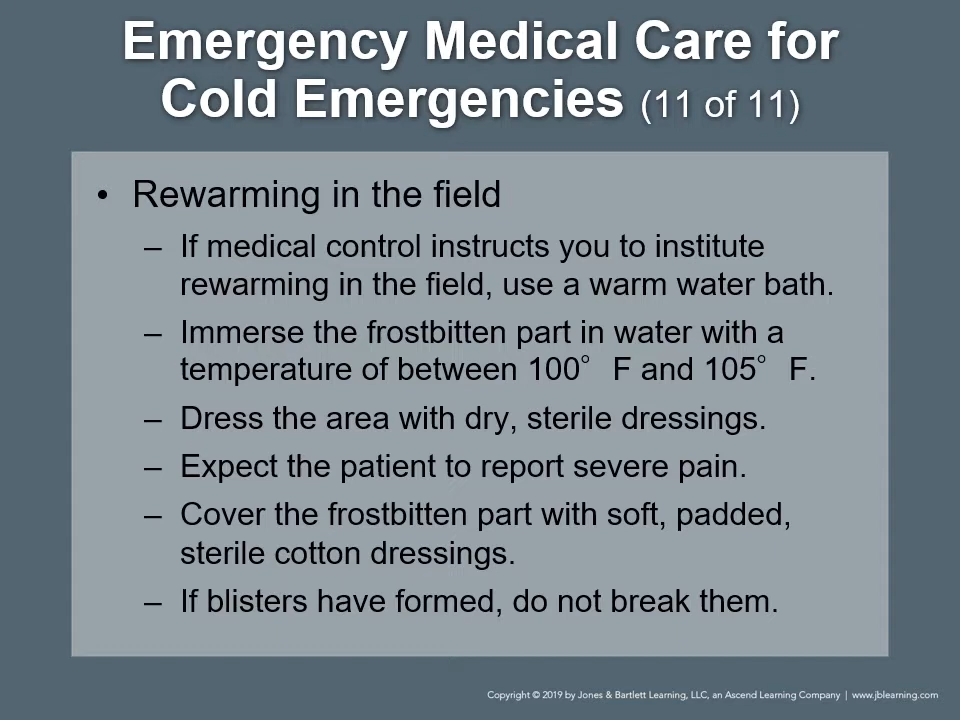 Emergency Medical Care for
Cold Emergencies (11 of 11)
• Rewarming in the field
– If medical control instructs you to institute
rewarming in the field, use a warm water bath.
– Immerse the frostbitten part in water with a
temperature of between 100° F and 105° F.
– Dress the area with dry, sterile dressings.
– Expect the patient to report severe pain.
– Cover the frostbitten part with soft, padded,
sterile cotton dressings.
– If blisters have formed, do not break them.
Copyright © 2019 by Jones & Bartlett Learning, LLC, an Ascend Learning Company | www.jblearning.com